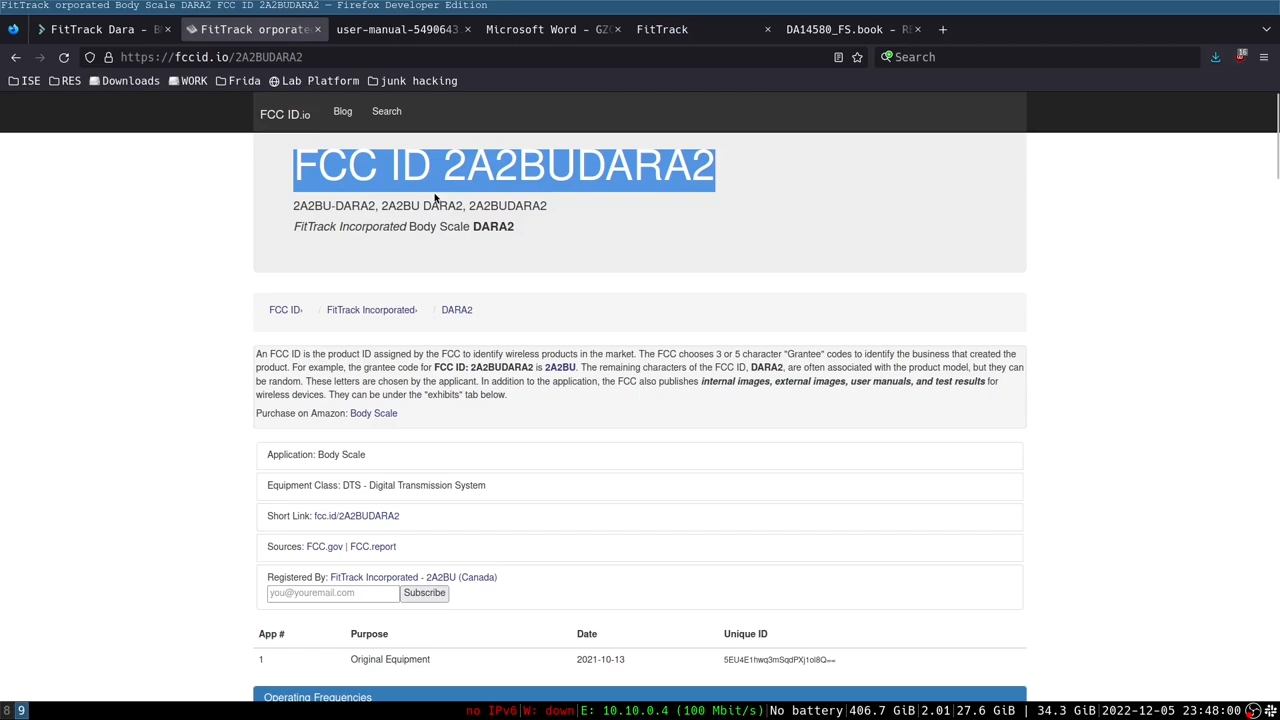 FitTrack orporated Body Scale DARA2 FCC ID 2A2BUDARA2 — Firefox Developer Edition
FitTrack Dara - B
FitTrack orporate
user-manual-5490643
Microsoft Word - GZC
FitTrack
DA14580_FS.book - RE
https://fccid.io/2A2BUDARA2
Search
16
ISE RES Downloads WORK Frida Lab Platform junk hacking
FCC ID.io Blog Search
FCC ID 2A2BUDARA2
2A2BU-DARA2, 2A2BU DARA2, 2A2BUDARA2
FitTrack Incorporated Body Scale DARA2
FCC ID› / FitTrack Incorporated› / DARA2
An FCC ID is the product ID assigned by the FCC to identify wireless products in the market. The FCC chooses 3 or 5 character "Grantee" codes to identify the business that created the
product. For example, the grantee code for FCC ID: 2A2BUDARA2 is 2A2BU. The remaining characters of the FCC ID, DARA2, are often associated with the product model, but they can
be random. These letters are chosen by the applicant. In addition to the application, the FCC also publishes internal images, external images, user manuals, and test results for
wireless devices. They can be under the "exhibits" tab below.
Purchase on Amazon: Body Scale
Application: Body Scale
Equipment Class: DTS - Digital Transmission System
Short Link: fcc.id/2A2BUDARA2
Sources: FCC.gov | FCC.report
Registered By: FitTrack Incorporated - 2A2BU (Canada)
you@youremail.com Subscribe
App # Purpose Date Unique ID
1 Original Equipment 2021-10-13 5EU4E1hwq3mSqdPXj1ol8Q==
Operating Frequencies
8 9 no IPv6|W: down|E: 10.10.0.4 (100 Mbit/s)|No battery|406.7 GiB|2.01|27.6 GiB | 34.3 GiB|2022-12-05 23:48:00